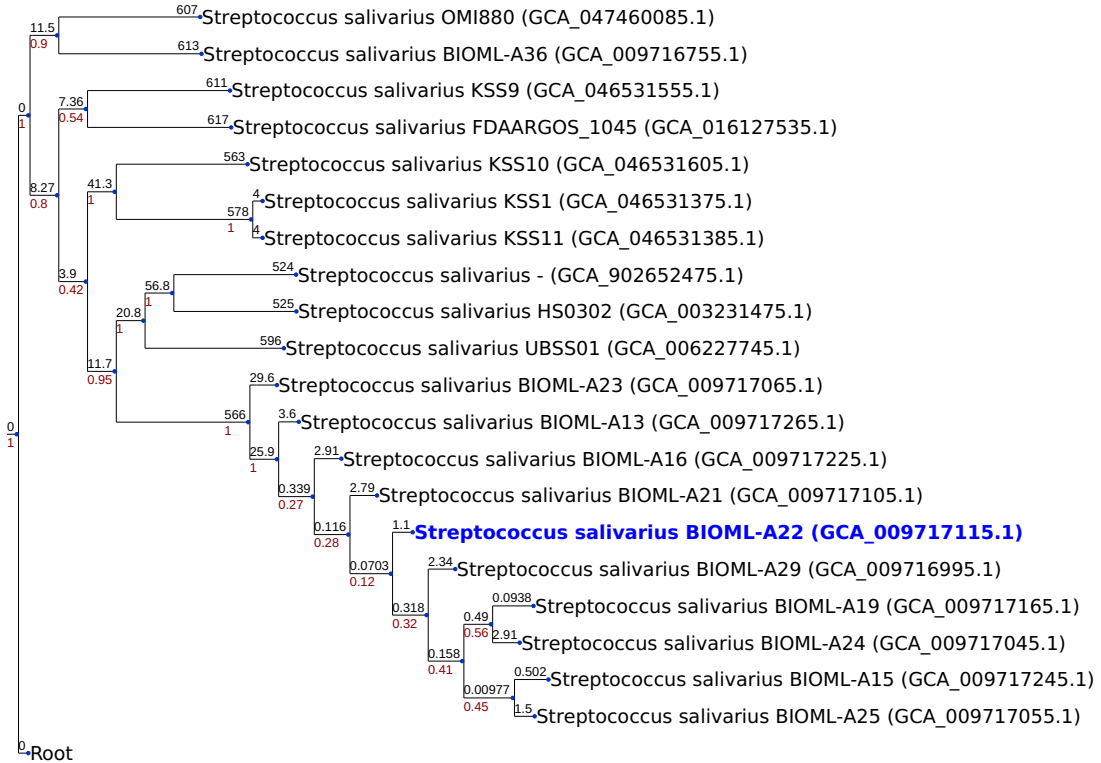 607 Streptococcus salivarius OMI880 (GCA_047460085.1)
11.5
0.9
613 Streptococcus salivarius BIOML-A36 (GCA_009716755.1)
611 Streptococcus salivarius KSS9 (GCA_046531555.1)
7.36
0 0.54
1 617 Streptococcus salivarius FDAARGOS_1045 (GCA_016127535.1)
563 Streptococcus salivarius KSS10 (GCA_046531605.1)
8.27 41.3
0.8 1
4 Streptococcus salivarius KSS1 (GCA_046531375.1)
578
1
4 Streptococcus salivarius KSS11 (GCA_046531385.1)
3.9 524 Streptococcus salivarius - (GCA_902652475.1)
0.42 56.8
1
525 Streptococcus salivarius HS0302 (GCA_003231475.1)
20.8
1
596 Streptococcus salivarius UBSS01 (GCA_006227745.1)
11.7
0.95
29.6 Streptococcus salivarius BIOML-A23 (GCA_009717065.1)
3.6 Streptococcus salivarius BIOML-A13 (GCA_009717265.1)
566
1
0
1
2.91 Streptococcus salivarius BIOML-A16 (GCA_009717225.1)
25.9
1
2.79 Streptococcus salivarius BIOML-A21 (GCA_009717105.1)
0.339
0.27
1.1 Streptococcus salivarius BIOML-A22 (GCA_009717115.1)
0.116
0.28
2.34 Streptococcus salivarius BIOML-A29 (GCA_009716995.1)
0.0703
0.12
0.0938 Streptococcus salivarius BIOML-A19 (GCA_009717165.1)
0.318 0.49
0.32 0.56
2.91 Streptococcus salivarius BIOML-A24 (GCA_009717045.1)
0.158
0.41
0.502 Streptococcus salivarius BIOML-A15 (GCA_009717245.1)
0.00977
0.45
1.5 Streptococcus salivarius BIOML-A25 (GCA_009717055.1)
0 Root